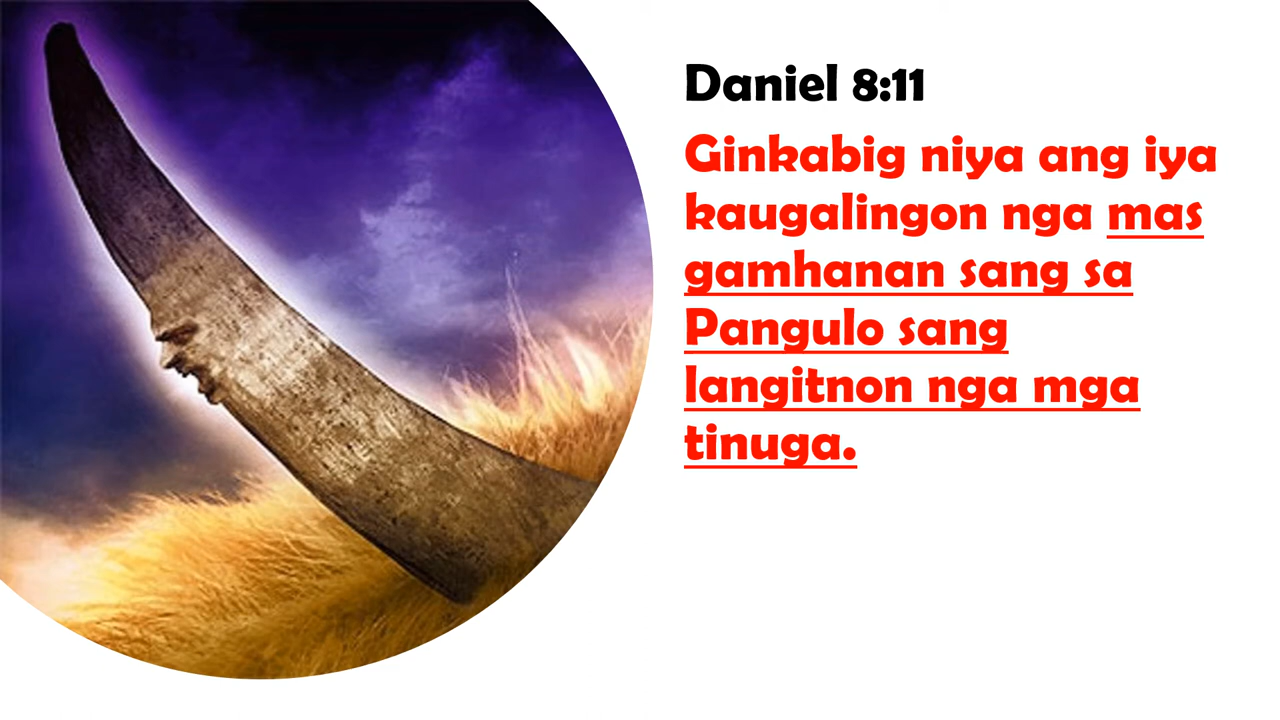 Daniel 8:11
Ginkabig niya ang iya
kaugalingon nga mas
gamhanan sang sa
Pangulo sang
langitnon nga mga
tinuga.